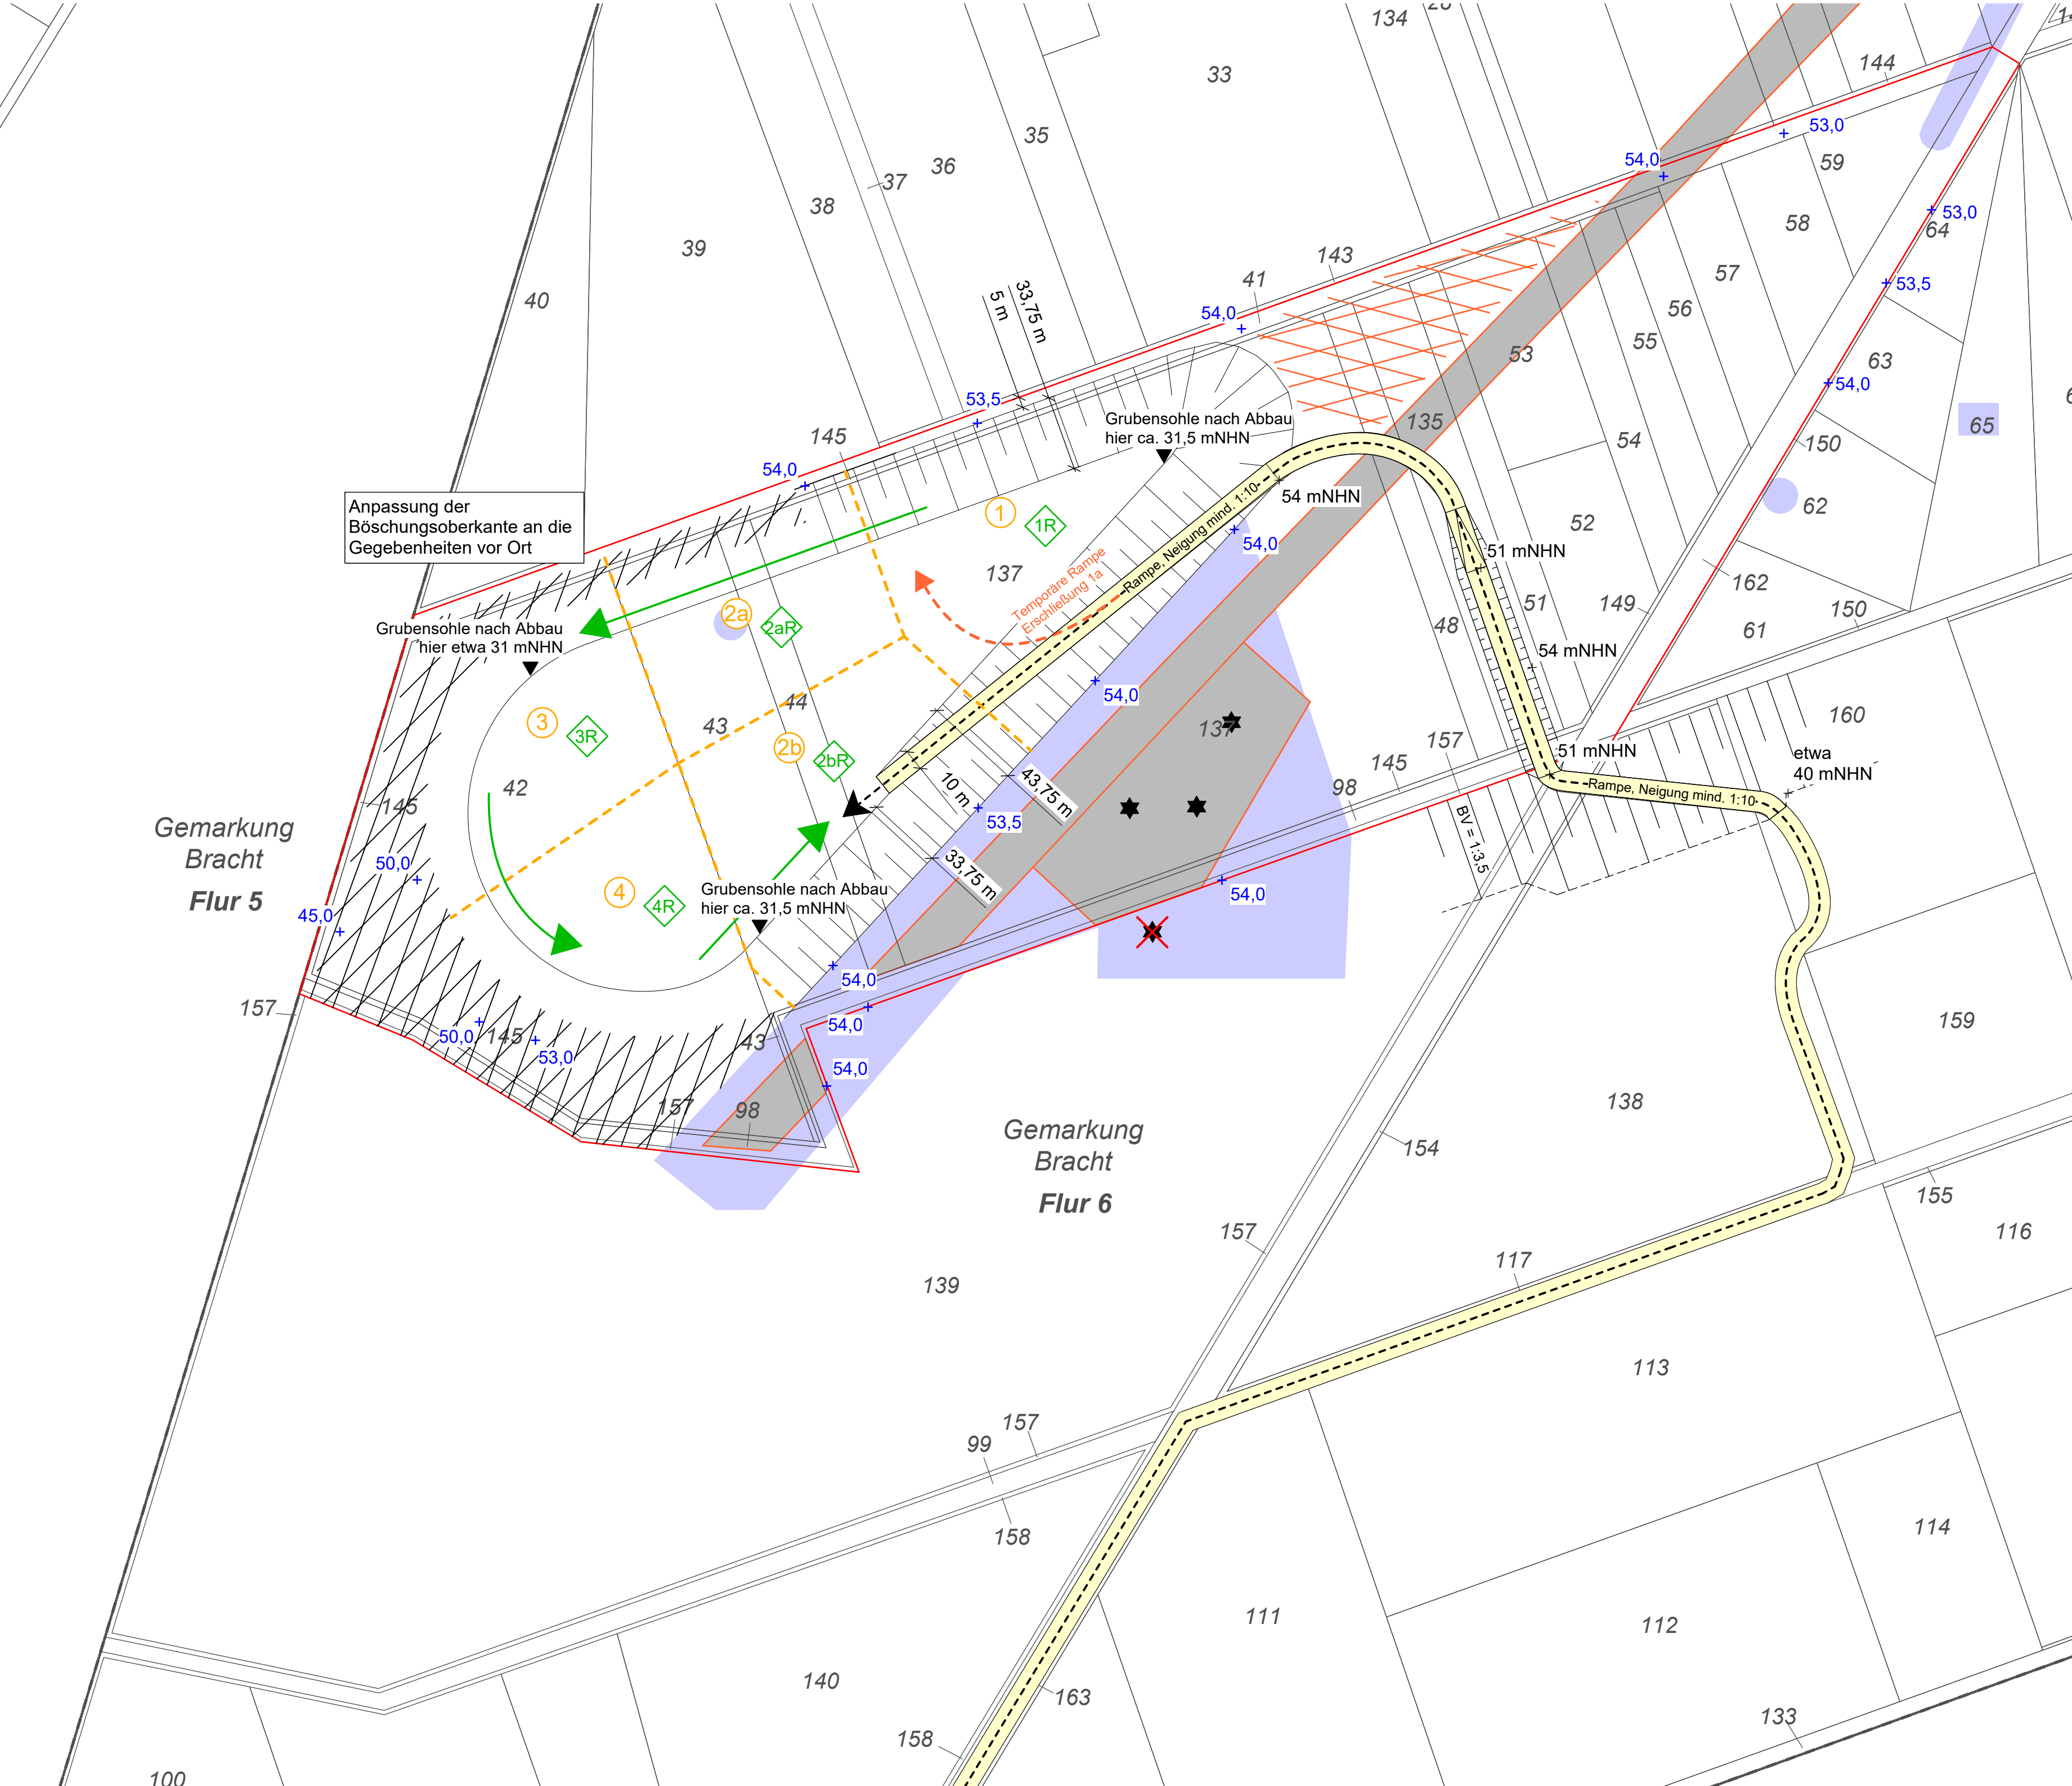 134
28
33
144
53,0
35
54,0
59
36
37
38
53,0
64
58
39
143
57
41
53,5
40
33,75 m
5 m
54,0
56
55
53
63
54,0
53,5
Grubensohle nach Abbau
hier ca. 31,5 mNHN
135
65
145
54
150
54,0
54 mNHN
62
Anpassung der
Böschungsoberkante an die
Gegebenheiten vor Ort
1
1R
52
54,0
51 mNHN
Rampe, Neigung mind. 1:10
137
Temporäre Rampe
Erschließung 1a
162
51
149
150
2a
2aR
48
61
Grubensohle nach Abbau
hier etwa 31 mNHN
54 mNHN
54,0
44
3
3R
43
2b
2bR
137
160
157
51 mNHN
145
etwa
40 mNHN
42
98
10 m
43,75 m
Rampe, Neigung mind. 1:10
145
53,5
Gemarkung
Bracht
Flur 5
BV = 1:3,5
50,0
33,75 m
4
4R
Grubensohle nach Abbau
hier ca. 31,5 mNHN
54,0
45,0
54,0
157
159
54,0
50,0
145
43
53,0
54,0
157
98
138
Gemarkung
Bracht
Flur 6
154
155
157
116
117
139
113
157
99
114
158
111
112
140
163
133
158
100